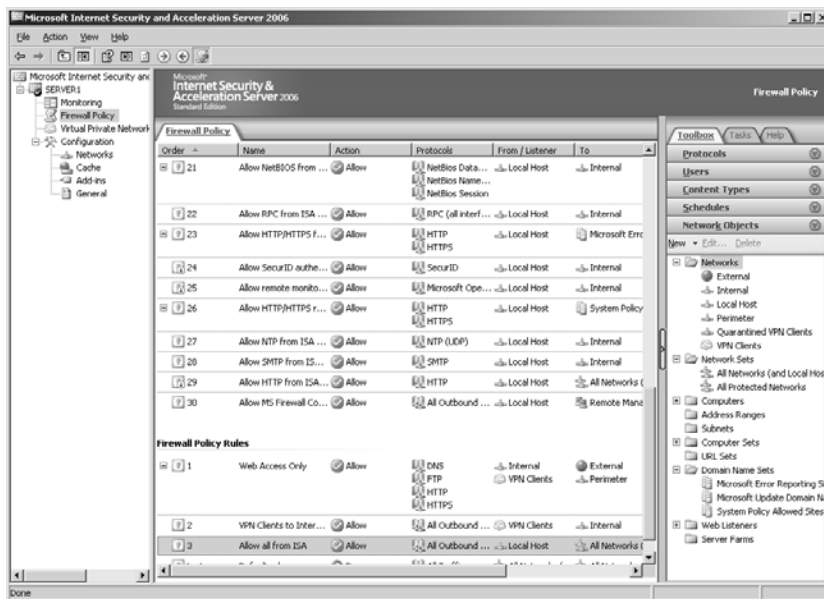 Microsoft Internet Security and Acceleration Server 2006
File Action View Help
Microsoft Internet Security and
SERVER1
Monitoring
Firewall Policy
Virtual Private Network
Configuration
Networks
Cache
Add-ins
General
Microsoft
Internet Security &
Acceleration Server 2006
Standard Edition
Firewall Policy
Firewall Policy
Order Name Action Protocols From / Listener To
21 Allow NetBIOS from ... Allow NetBios Data... Local Host Internal
NetBios Name...
NetBios Session
22 Allow RPC from ISA ... Allow RPC (all interf... Local Host Internal
23 Allow HTTP/HTTPS f... Allow HTTP Local Host Microsoft Erro
HTTPS
24 Allow SecurID authe... Allow SecurID Local Host Internal
25 Allow remote monito... Allow Microsoft Ope... Local Host Internal
26 Allow HTTP/HTTPS r... Allow HTTP Local Host System Policy
HTTPS
27 Allow NTP from ISA ... Allow NTP (UDP) Local Host Internal
28 Allow SMTP from IS... Allow SMTP Local Host Internal
29 Allow HTTP from ISA... Allow HTTP Local Host All Networks (
30 Allow MS Firewall Co... Allow All Outbound ... Local Host Remote Mana
Firewall Policy Rules
1 Web Access Only Allow DNS Internal External
FTP VPN Clients Perimeter
HTTP
HTTPS
2 VPN Clients to Inter... Allow All Outbound ... VPN Clients Internal
3 Allow all from ISA Allow All Outbound ... Local Host All Networks (
Toolbox Tasks Help
Protocols
Users
Content Types
Schedules
Network Objects
New Edit... Delete
Networks
External
Internal
Local Host
Perimeter
Quarantined VPN Clients
VPN Clients
Network Sets
All Networks (and Local Hos
All Protected Networks
Computers
Address Ranges
Subnets
Computer Sets
URL Sets
Domain Name Sets
Microsoft Error Reporting Si
Microsoft Update Domain N
System Policy Allowed Sites
Web Listeners
Server Farms
Done